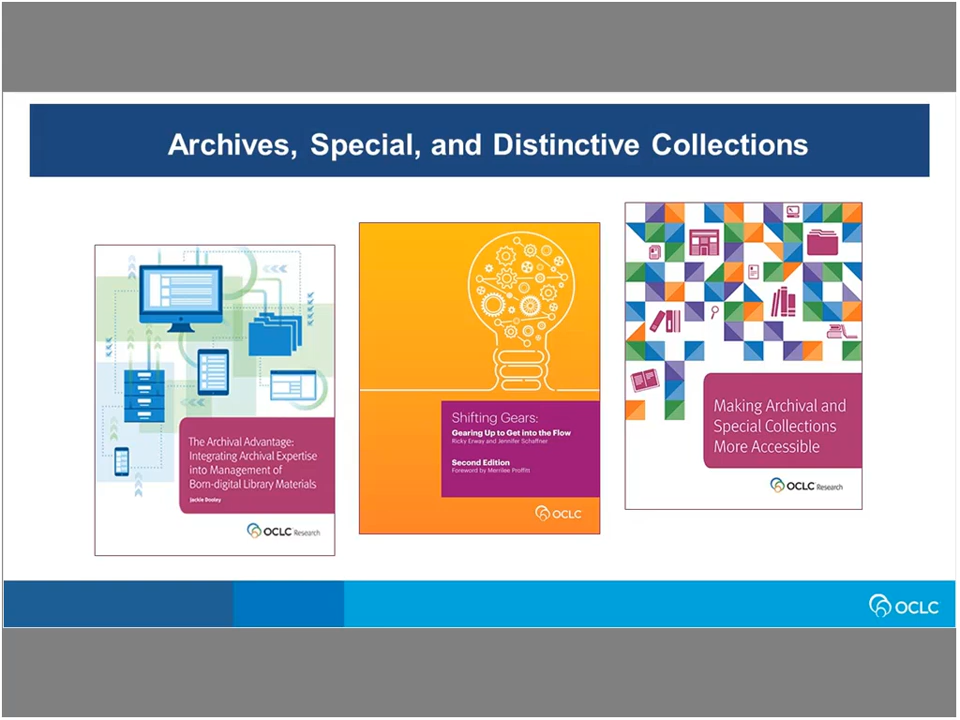 Archives, Special, and Distinctive Collections
The Archival Advantage:
Integrating Archival Expertise
into Management of
Born-digital Library Materials
Jackie Dooley
OCLC Research
Shifting Gears:
Gearing Up to Get into the Flow
Ricky Erway and Jennifer Schaffner
Second Edition
Foreword by Merrilee Proffitt
OCLC
Making Archival and
Special Collections
More Accessible
OCLC Research
OCLC